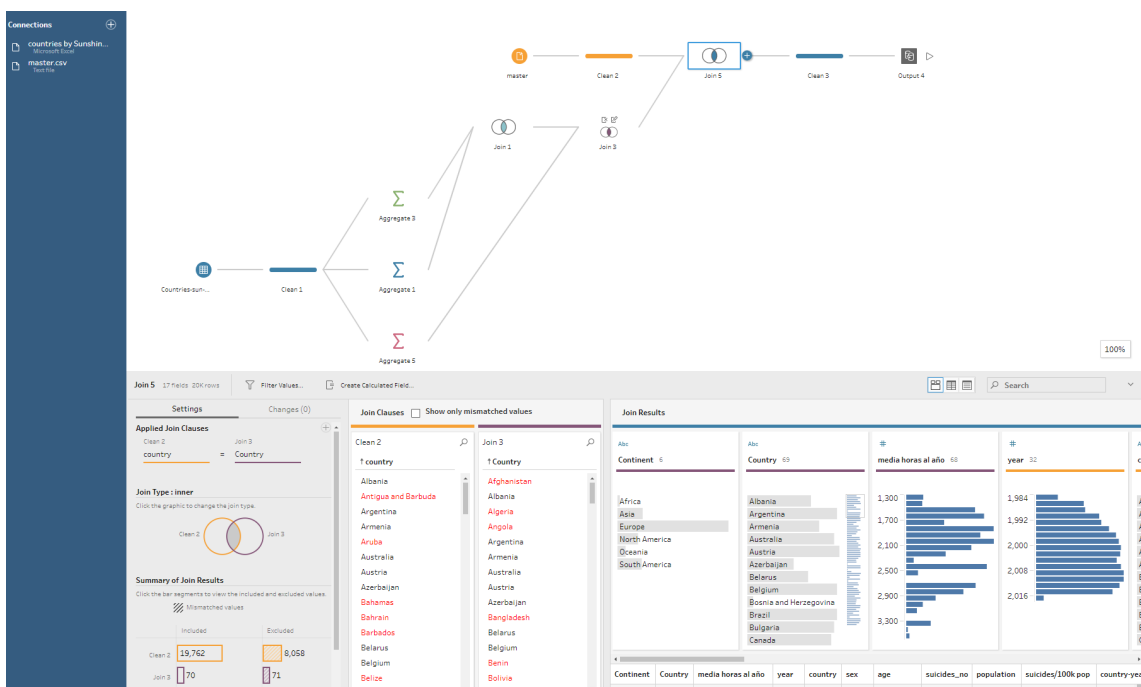 Connections
countries by Sunshin...
Microsoft Excel
master.csv
Text file
master
Clean 2
Join 5
Clean 3
Output 4
Join 1
Join 3
Aggregate 3
Countries-sun-...
Clean 1
Aggregate 1
Aggregate 5
100%
Join 5 17 fields 20K rows Filter Values... Create Calculated Field... Search
Settings Changes (0)
Applied Join Clauses
Clean 2 Join 3
country = Country
Join Type : inner
Click the graphic to change the join type.
Clean 2 Join 3
Summary of Join Results
Click the bar segments to view the included and excluded values.
Mismatched values
Included Excluded
Clean 2 19,762 8,058
Join 3 70 71
Join Clauses Show only mismatched values
Clean 2
country
Albania
Antigua and Barbuda
Argentina
Armenia
Aruba
Australia
Austria
Azerbaijan
Bahamas
Bahrain
Barbados
Belarus
Belgium
Belize
Join 3
Country
Afghanistan
Albania
Algeria
Angola
Argentina
Armenia
Australia
Austria
Azerbaijan
Bangladesh
Belarus
Belgium
Benin
Bolivia
Join Results
Abc
Continent 6
Africa
Asia
Europe
North America
Oceania
South America
Abc
Country 69
Albania
Argentina
Armenia
Australia
Austria
Azerbaijan
Belarus
Belgium
Bosnia and Herzegovina
Brazil
Bulgaria
Canada
#
media horas al año 68
1,300
1,700
2,100
2,500
2,900
3,300
#
year 32
1,984
1,992
2,000
2,008
2,016
Continent Country media horas al año year country sex age suicides_no population suicides/100k pop country-ye